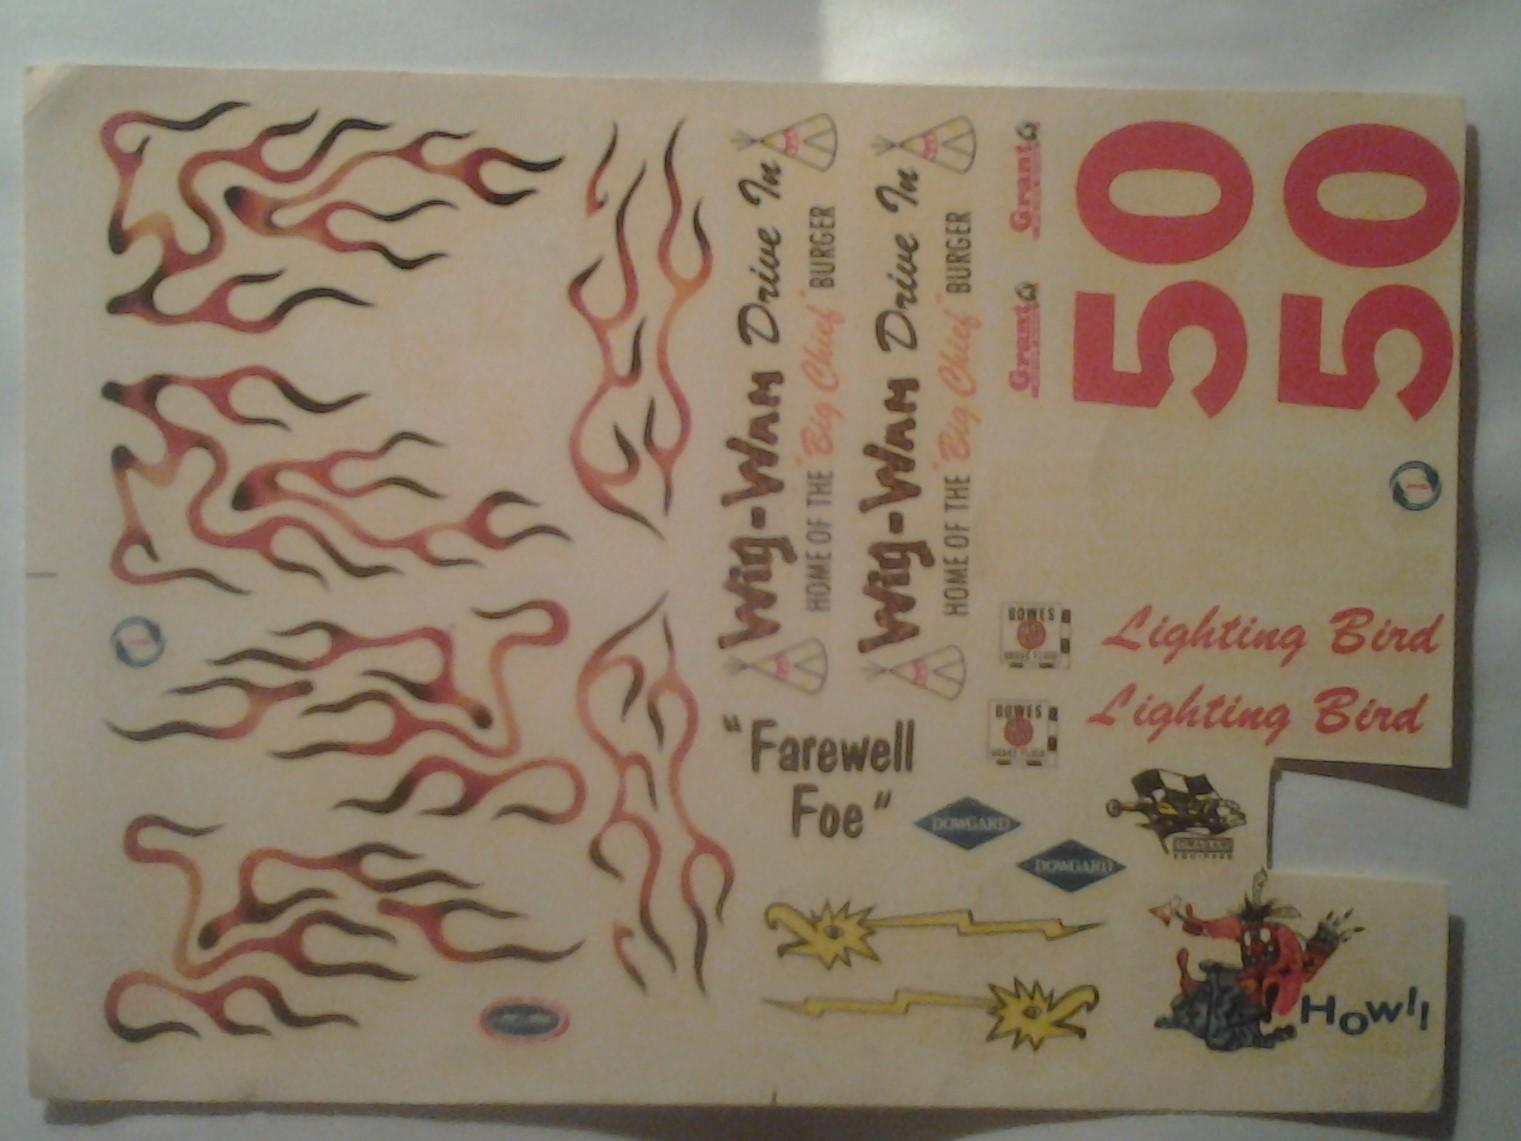 Wig-Wam Drive In
HOME OF THE "Big Chief" BURGER
Wig-Wam Drive In
HOME OF THE "Big Chief" BURGER
Grant
Grant
50
50
BOWES
BOWES
Lighting Bird
Lighting Bird
"Farewell
Foe"
DOWGARD
DOWGARD
Howl!